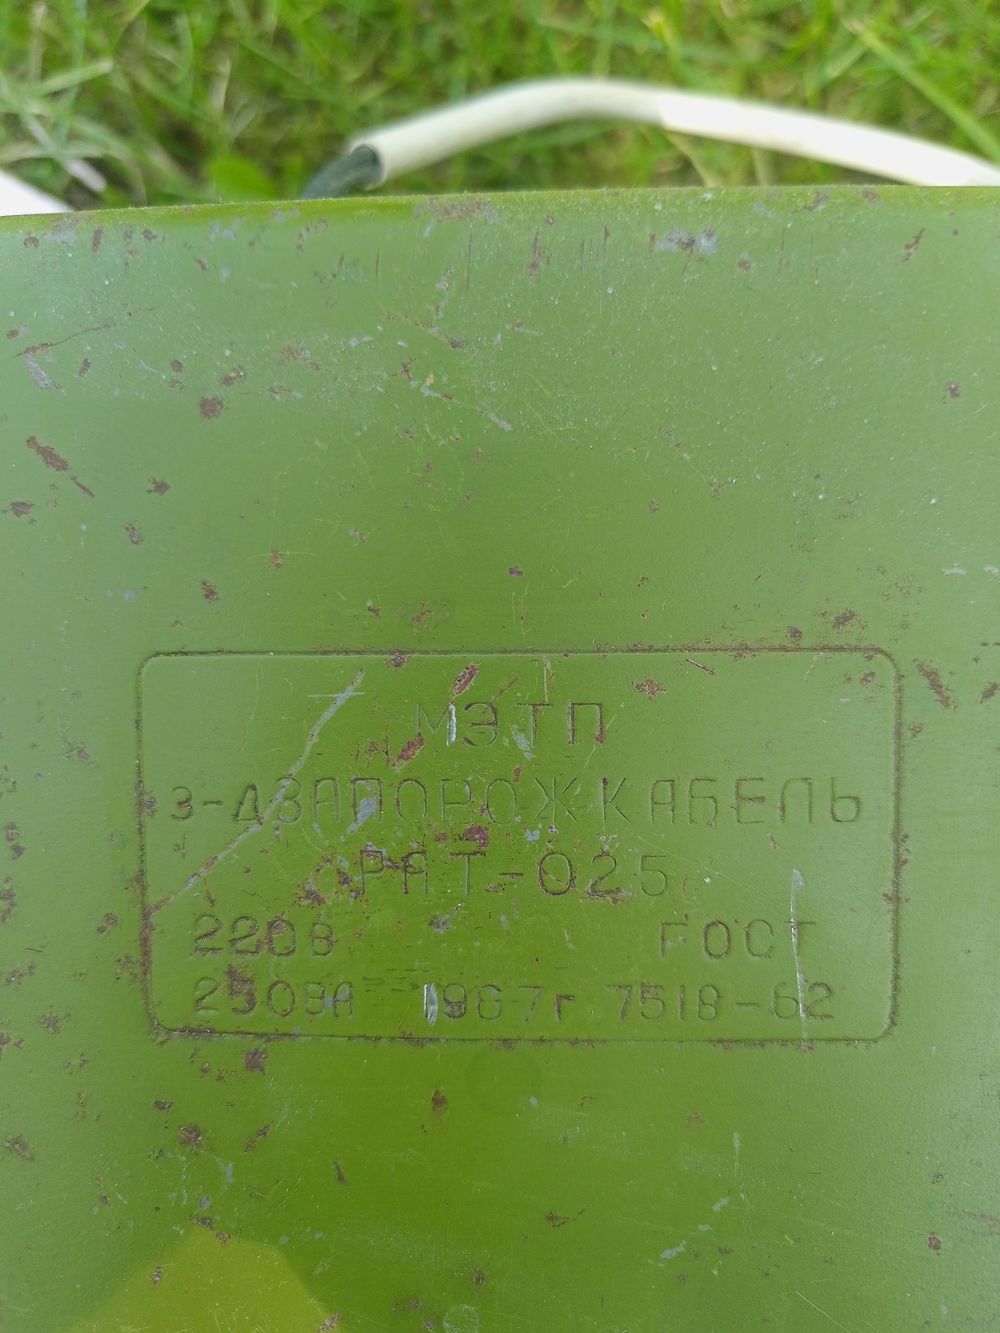 МЭТП
З-Д ЗАПОРОЖКАБЕЛЬ
РАТ-025
220В ГОСТ
250ВА 1967г 7518-62